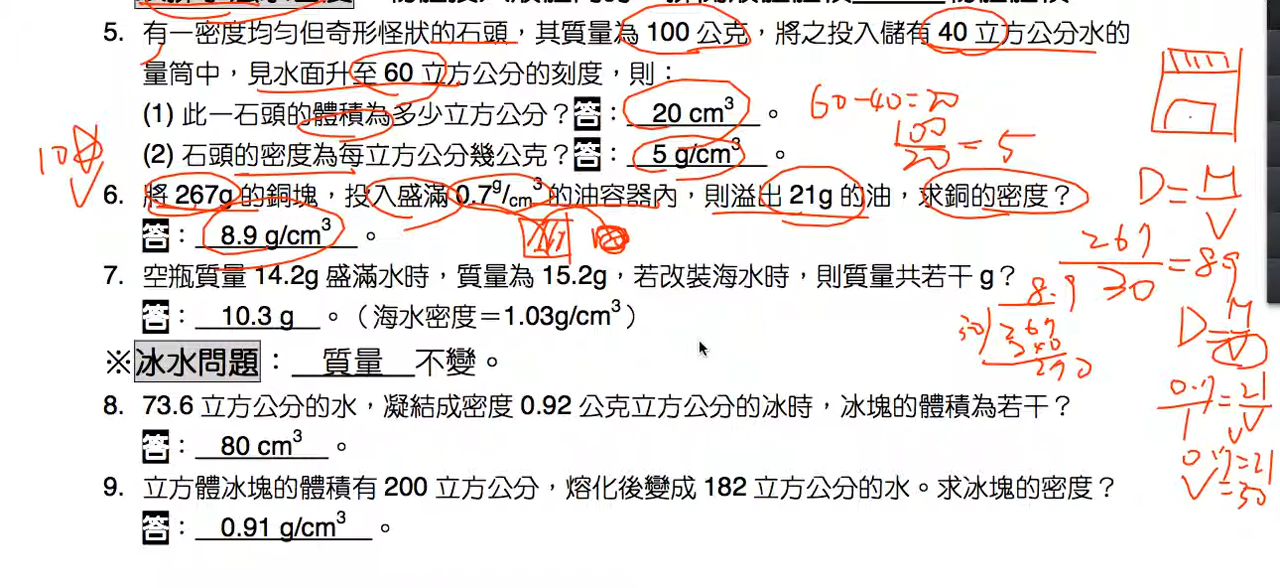 5. 有一密度均勻但奇形怪狀的石頭，其質量為 100 公克，將之投入儲有 40 立方公分水的
量筒中，見水面升至 60 立方公分的刻度，則：
(1) 此一石頭的體積為多少立方公分？答： 20 cm³ 。
60-40=20
(2) 石頭的密度為每立方公分幾公克？答： 5 g/cm³ 。
100/20 = 5
6. 將 267g 的銅塊，投入盛滿 0.7g/cm³ 的油容器內，則溢出 21g 的油，求銅的密度？
D = M/V
答： 8.9 g/cm³ 。
267/30 = 8.9
7. 空瓶質量 14.2g 盛滿水時，質量為 15.2g，若改裝海水時，則質量共若干 g？
答： 10.3 g 。（海水密度＝1.03g/cm³）
8.9
D = M/V
※冰水問題： 質量 不變。
270
8. 73.6 立方公分的水，凝結成密度 0.92 公克立方公分的冰時，冰塊的體積為若干？
0.7/1 = 21/V
答： 80 cm³ 。
0.7V=21
9. 立方體冰塊的體積有 200 立方公分，熔化後變成 182 立方公分的水。求冰塊的密度？
V=30
答： 0.91 g/cm³ 。